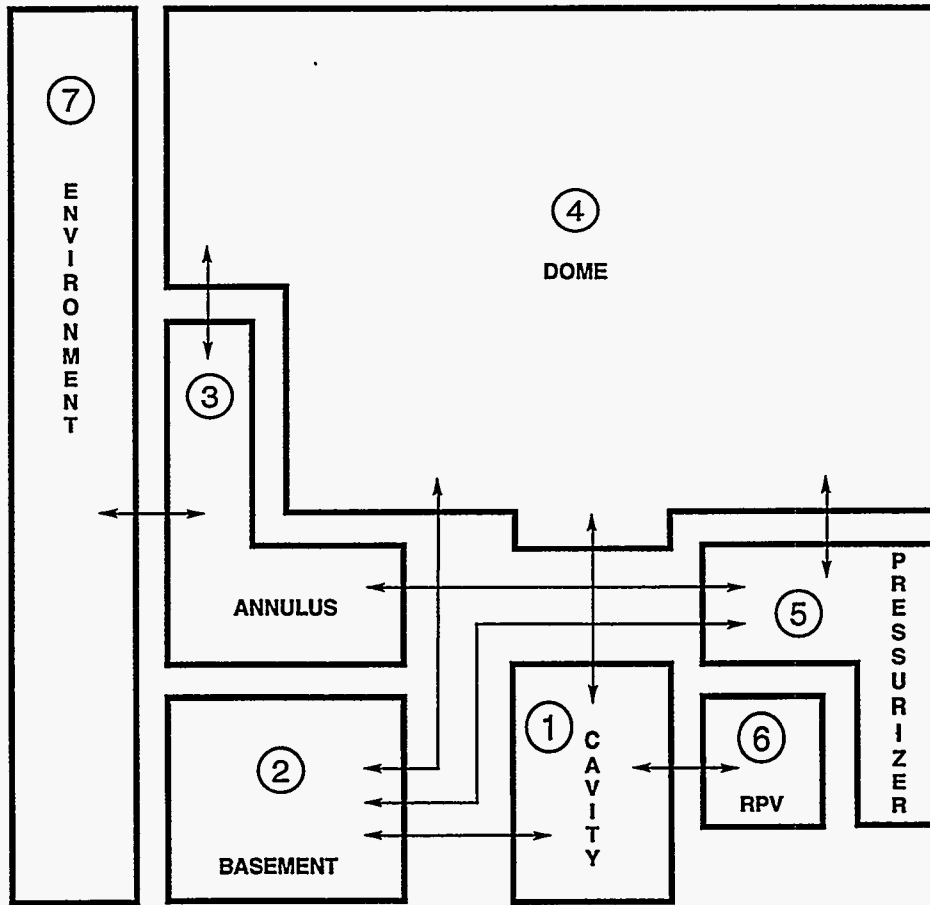 7
ENVIRONMENT
4
DOME
3
ANNULUS
PRESSURIZER
5
1
CAVITY
6
RPV
2
BASEMENT